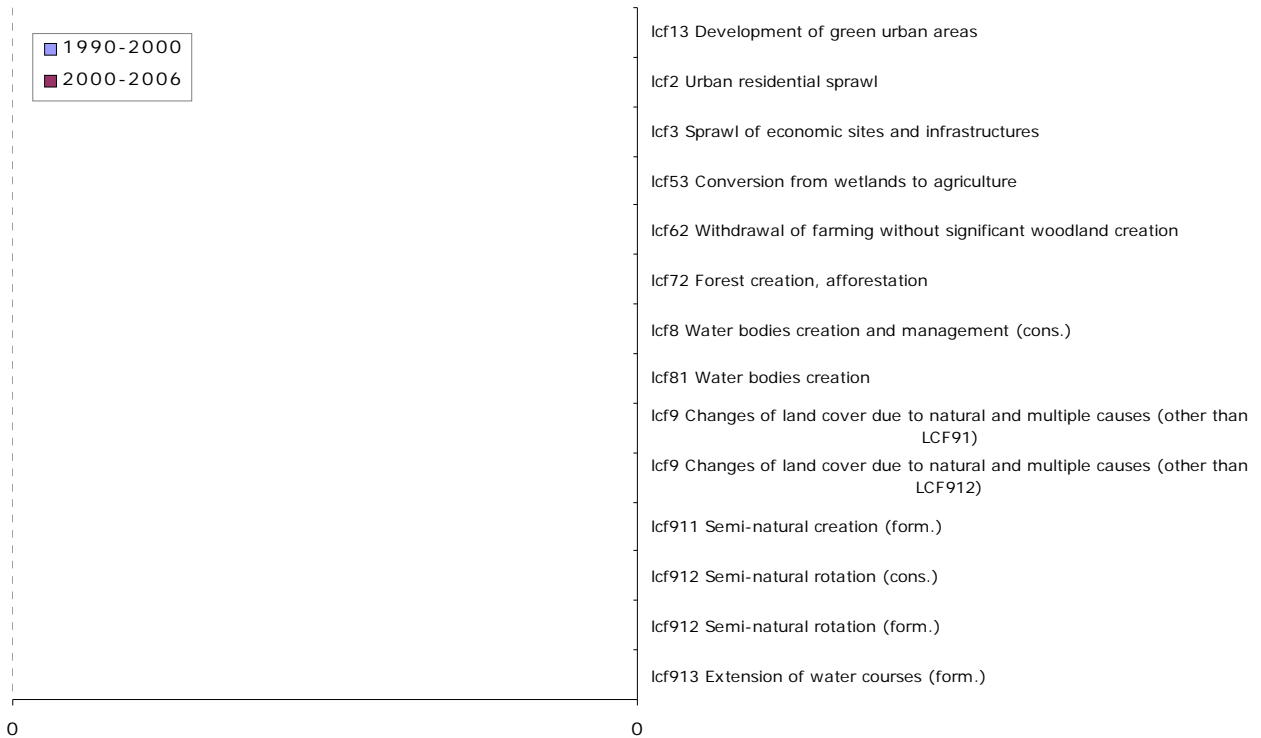 1990-2000
2000-2006
lcf13 Development of green urban areas
lcf2 Urban residential sprawl
lcf3 Sprawl of economic sites and infrastructures
lcf53 Conversion from wetlands to agriculture
lcf62 Withdrawal of farming without significant woodland creation
lcf72 Forest creation, afforestation
lcf8 Water bodies creation and management (cons.)
lcf81 Water bodies creation
lcf9 Changes of land cover due to natural and multiple causes (other than
LCF91)
lcf9 Changes of land cover due to natural and multiple causes (other than
LCF912)
lcf911 Semi-natural creation (form.)
lcf912 Semi-natural rotation (cons.)
lcf912 Semi-natural rotation (form.)
lcf913 Extension of water courses (form.)
0 0